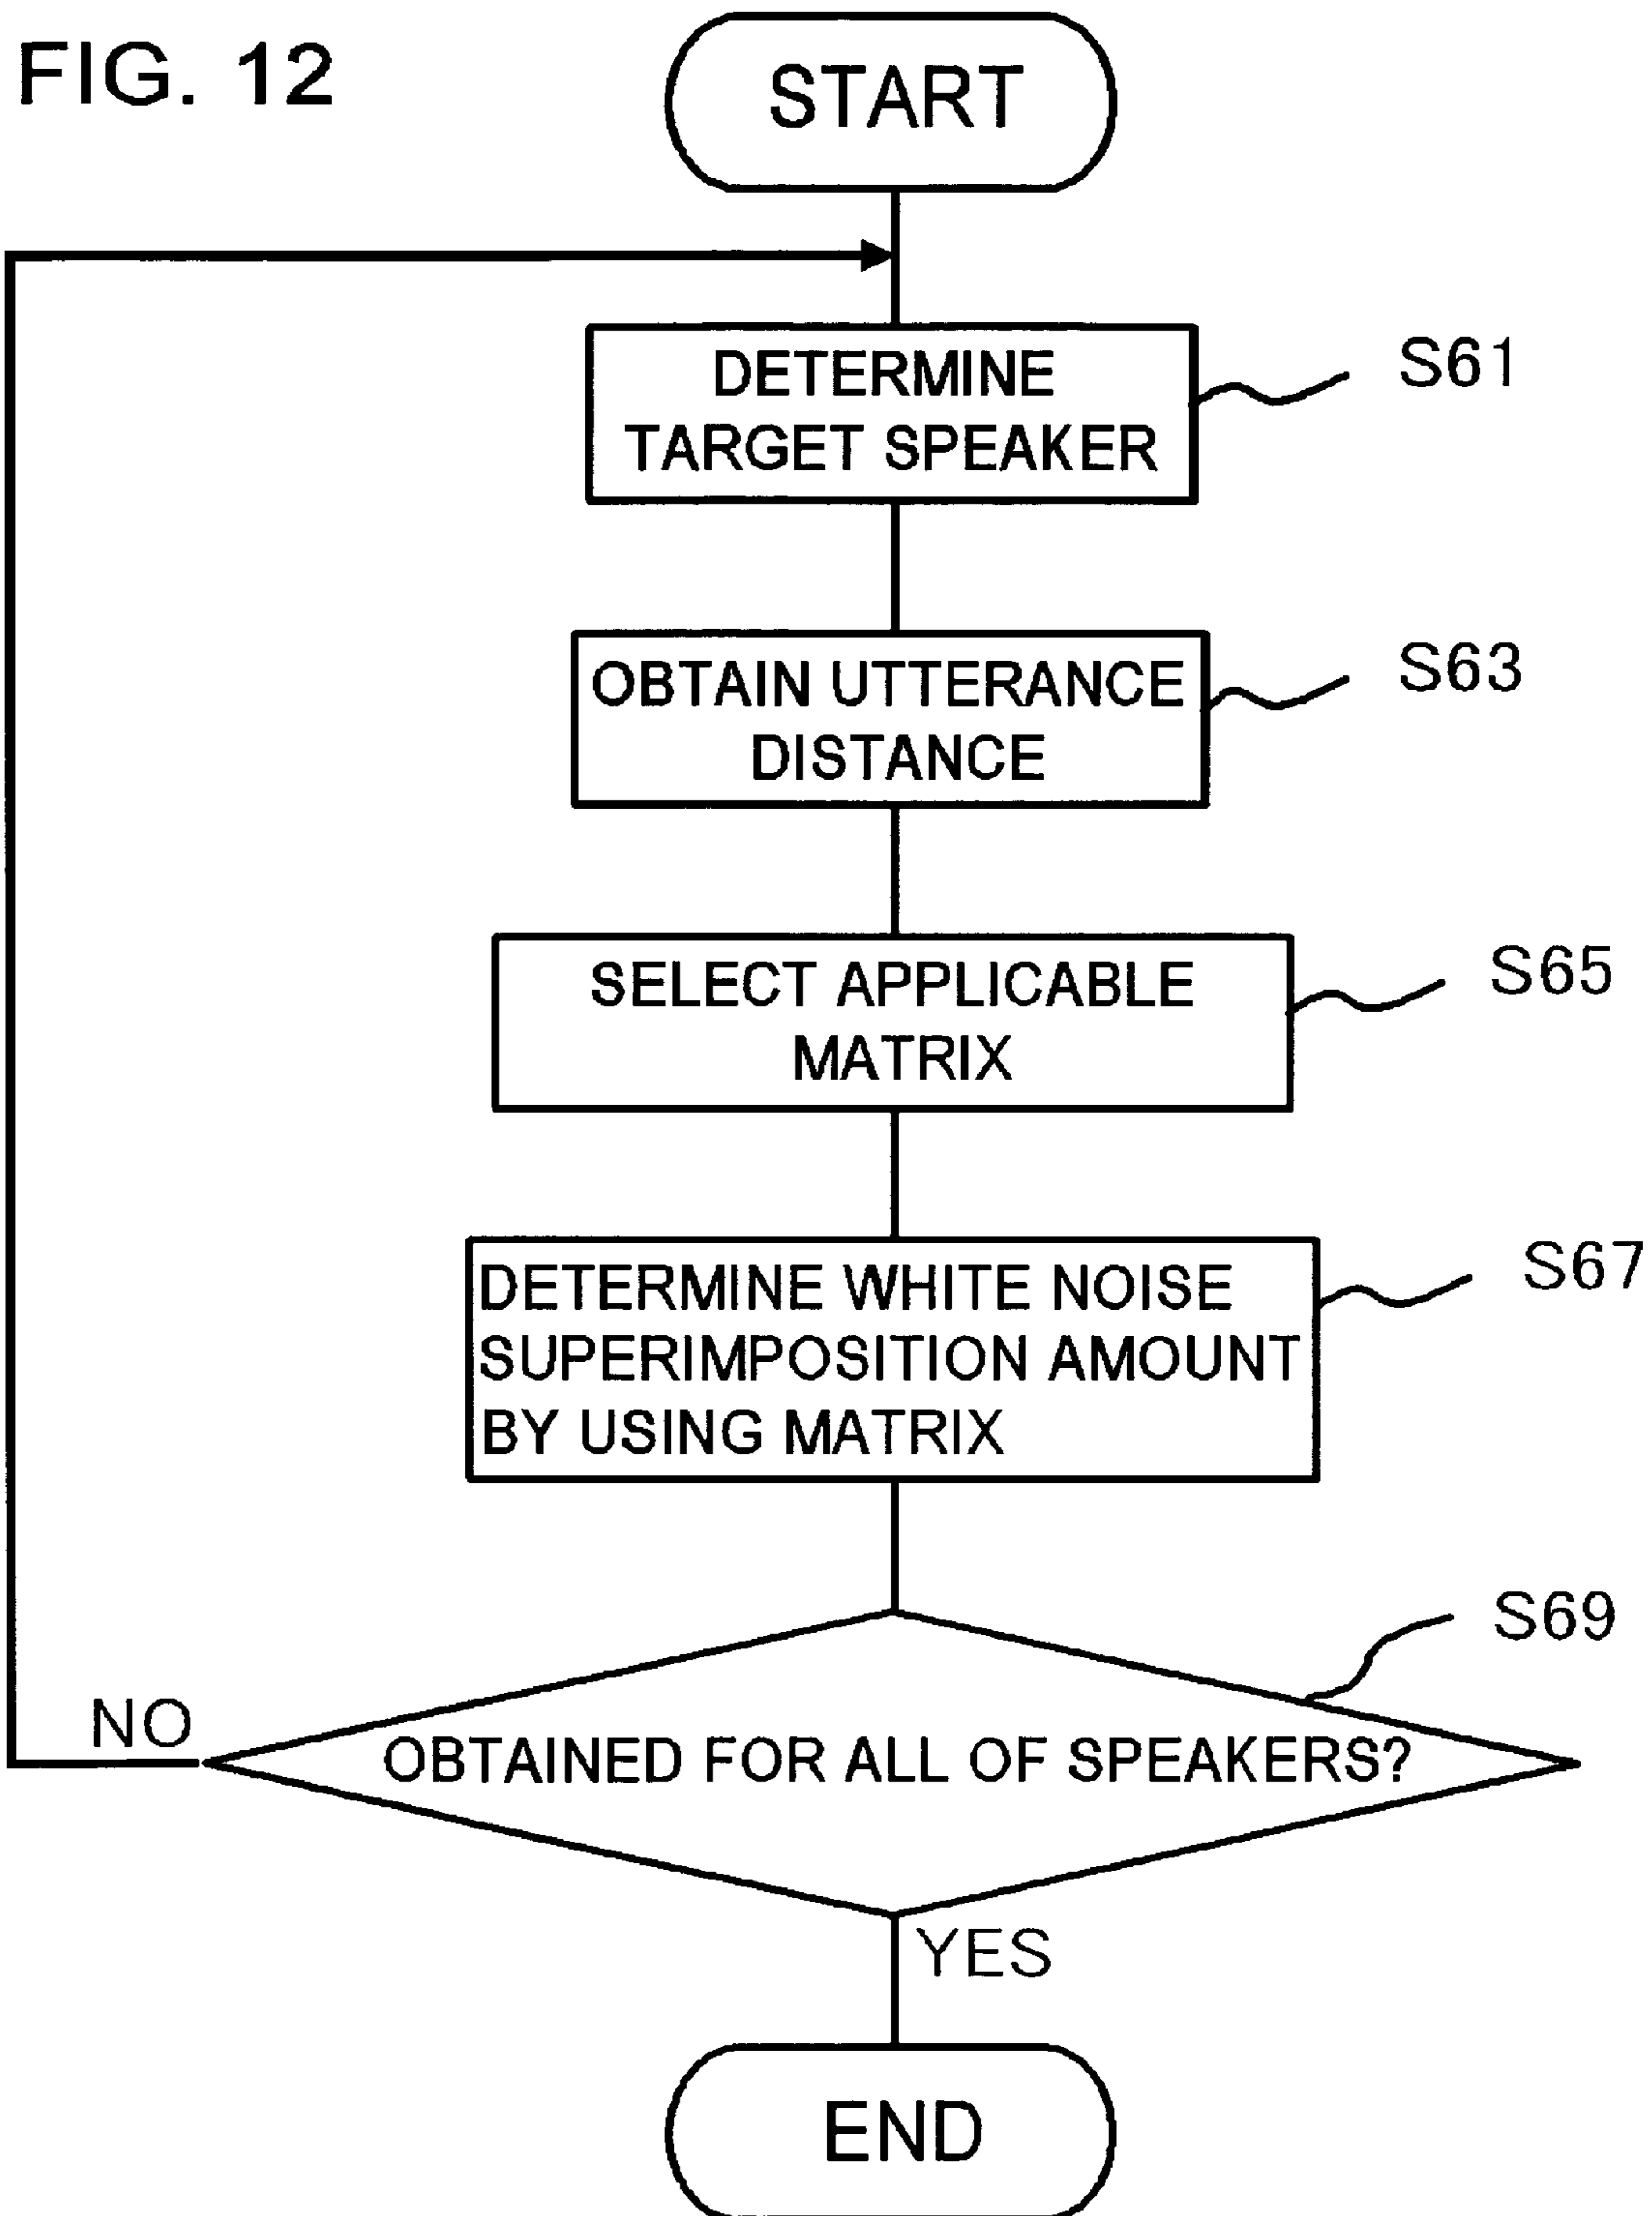 FIG. 12
START
DETERMINE
TARGET SPEAKER
S61
OBTAIN UTTERANCE
DISTANCE
S63
SELECT APPLICABLE
MATRIX
S65
DETERMINE WHITE NOISE
SUPERIMPOSITION AMOUNT
BY USING MATRIX
S67
S69
NO
OBTAINED FOR ALL OF SPEAKERS?
YES
END